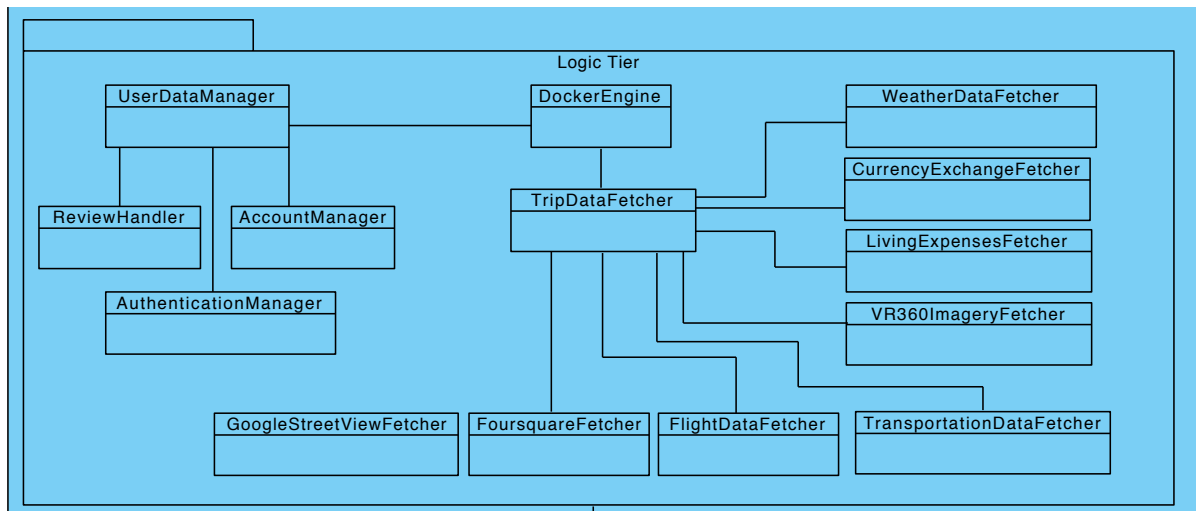 Logic Tier
UserDataManager
DockerEngine
WeatherDataFetcher
CurrencyExchangeFetcher
TripDataFetcher
ReviewHandler
AccountManager
LivingExpensesFetcher
AuthenticationManager
VR360ImageryFetcher
GoogleStreetViewFetcher
FoursquareFetcher
FlightDataFetcher
TransportationDataFetcher